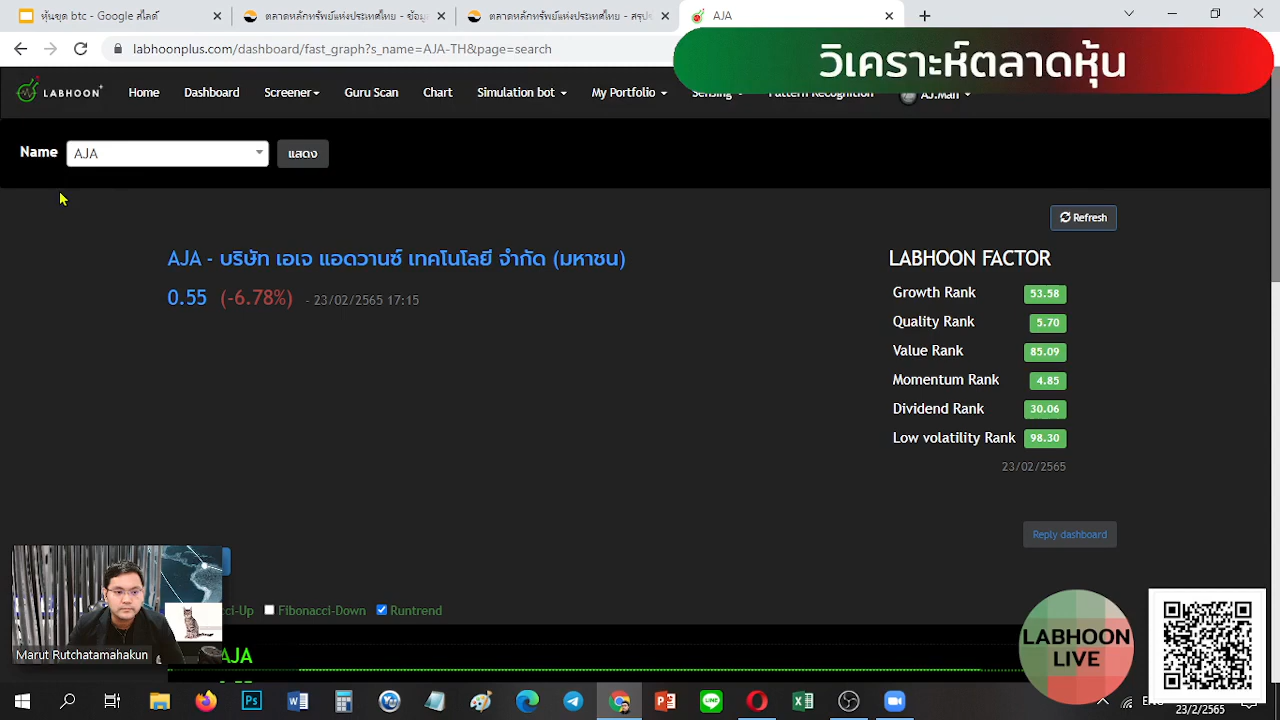 หนุ่ม btc - Google สไลด์
AJA
labhoonplus.com/dashboard/fast_graph?s_name=AJA-TH&page=search
วิเคราะห์ตลาดหุ้น
LABHOON+
Home Dashboard Screener Guru Scan Chart Simulation bot My Portfolio Sensing Pattern Recognition AJ.Man
Name AJA แสดง
Refresh
AJA - บริษัท เอเจ แอดวานซ์ เทคโนโลยี จำกัด (มหาชน)
0.55 (-6.78%) - 23/02/2565 17:15
LABHOON FACTOR
Growth Rank 53.58
Quality Rank 5.70
Value Rank 85.09
Momentum Rank 4.85
Dividend Rank 30.06
Low volatility Rank 98.30
23/02/2565
Reply dashboard
ci-Up Fibonacci-Down Runtrend
AJA
Marut Rutchatamahakun
LABHOON
LIVE
23/2/2565